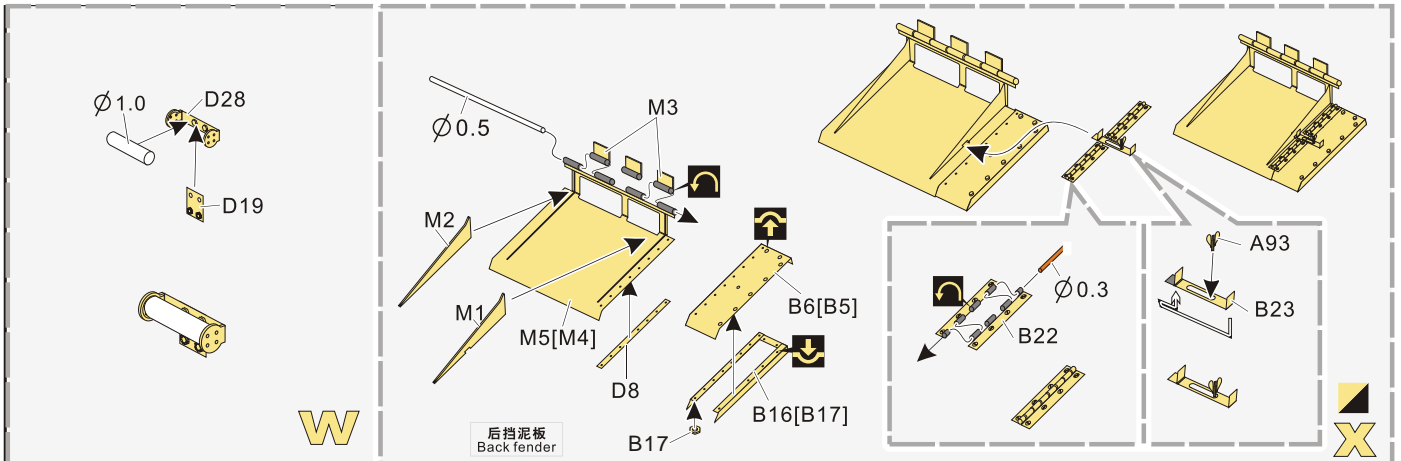 Ø1.0
D28
D19
W
Ø0.5
M3
M2
M1
M5[M4]
D8
B6[B5]
B16[B17]
B17
后挡泥板
Back fender
Ø0.3
B22
A93
B23
X